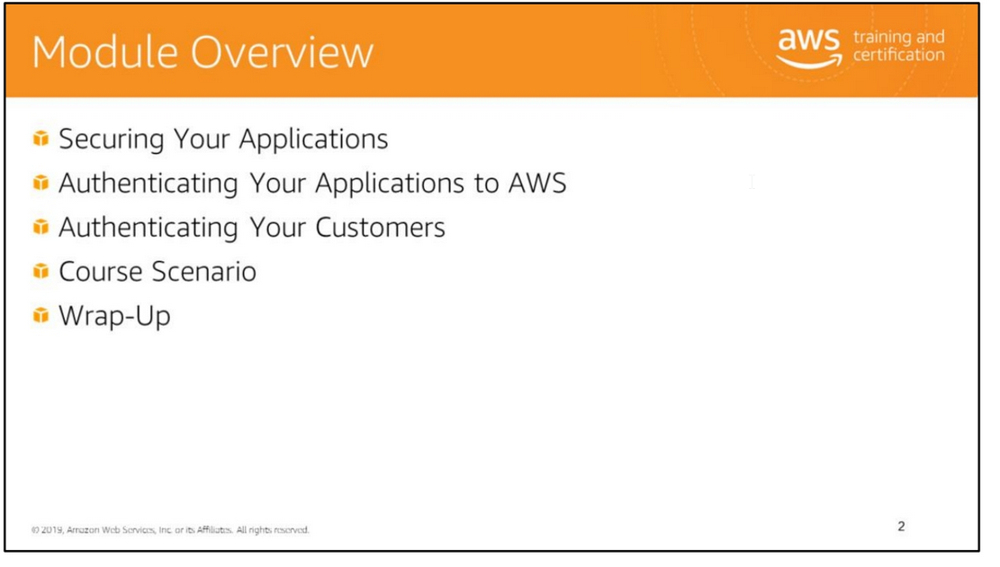 Module Overview
aws training and
certification
Securing Your Applications
Authenticating Your Applications to AWS
Authenticating Your Customers
Course Scenario
Wrap-Up
© 2019, Amazon Web Services, Inc. or its Affiliates. All rights reserved.
2